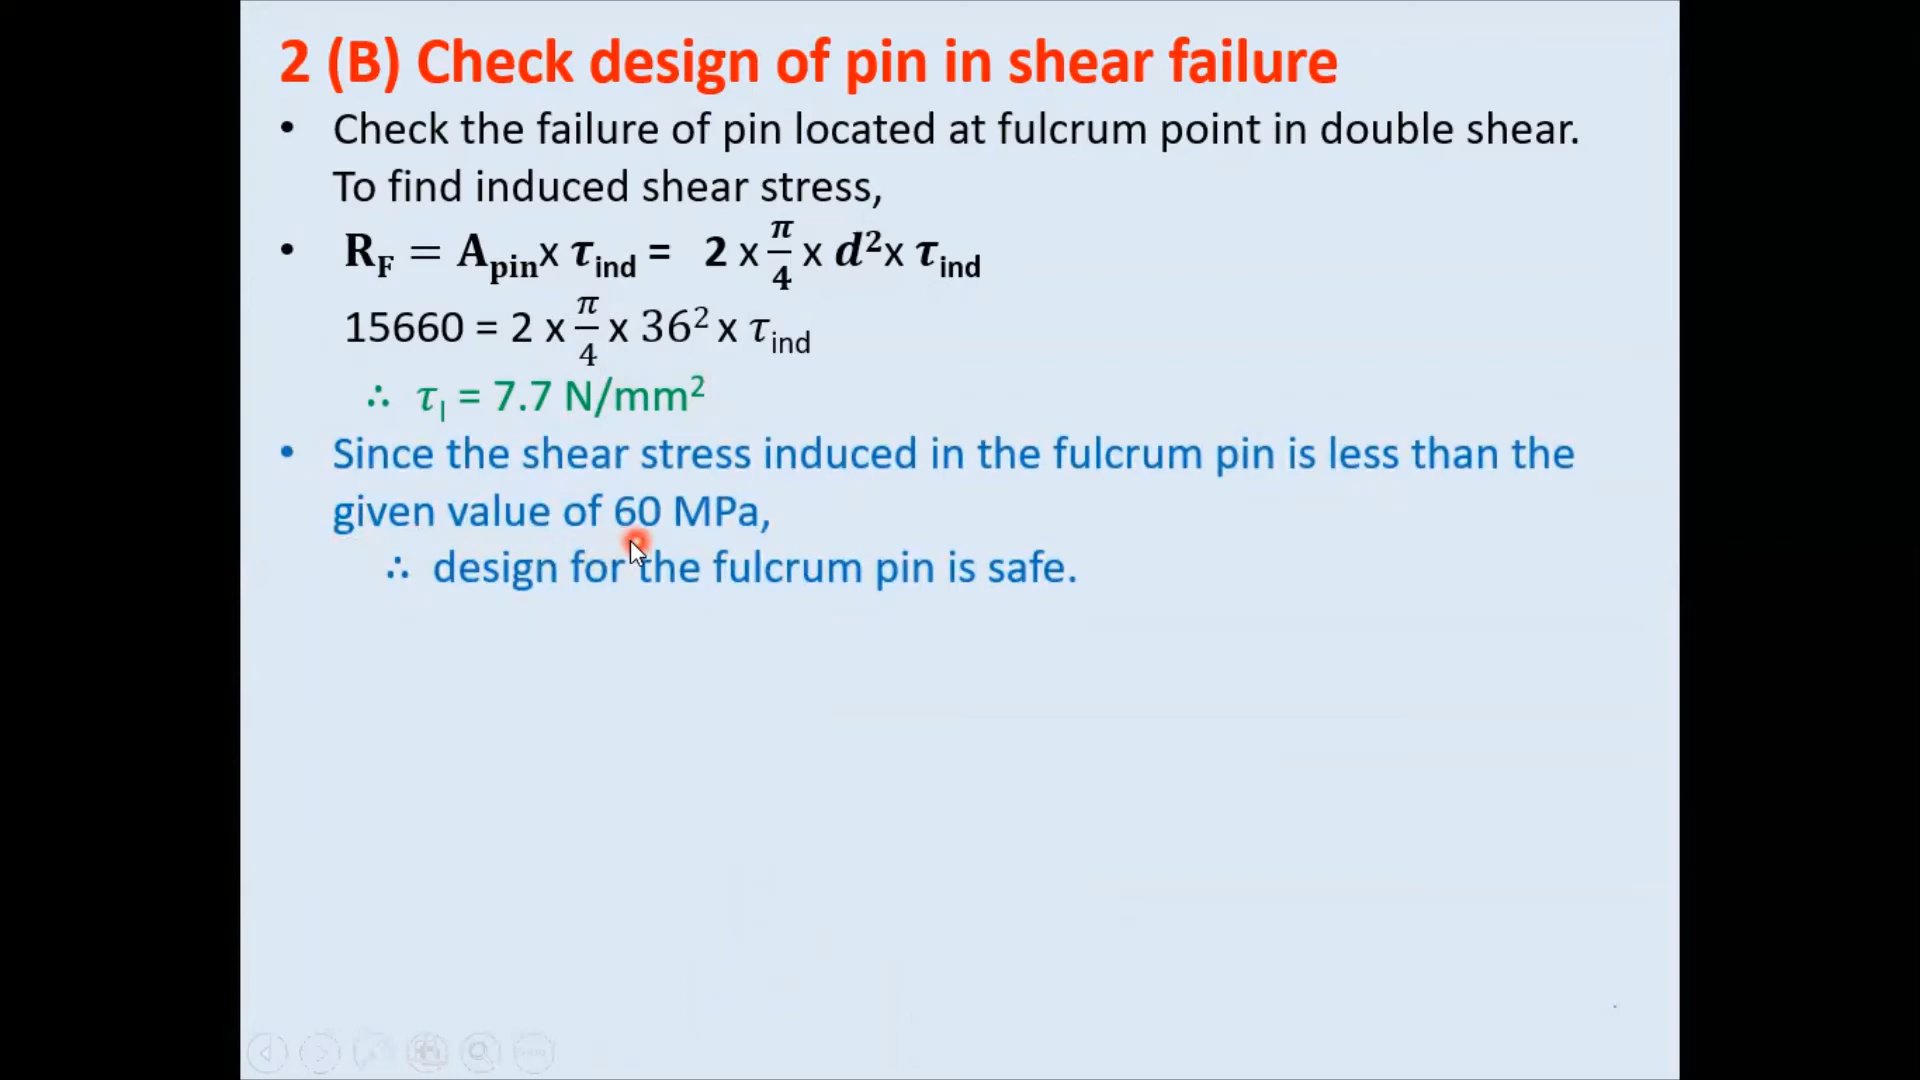 2 (B) Check design of pin in shear failure
• Check the failure of pin located at fulcrum point in double shear.
To find induced shear stress,
• R_F = A_pin x τ_ind = 2 x π/4 x d² x τ_ind
15660 = 2 x π/4 x 36² x τ_ind
∴ τ_l = 7.7 N/mm²
• Since the shear stress induced in the fulcrum pin is less than the
given value of 60 MPa,
∴ design for the fulcrum pin is safe.